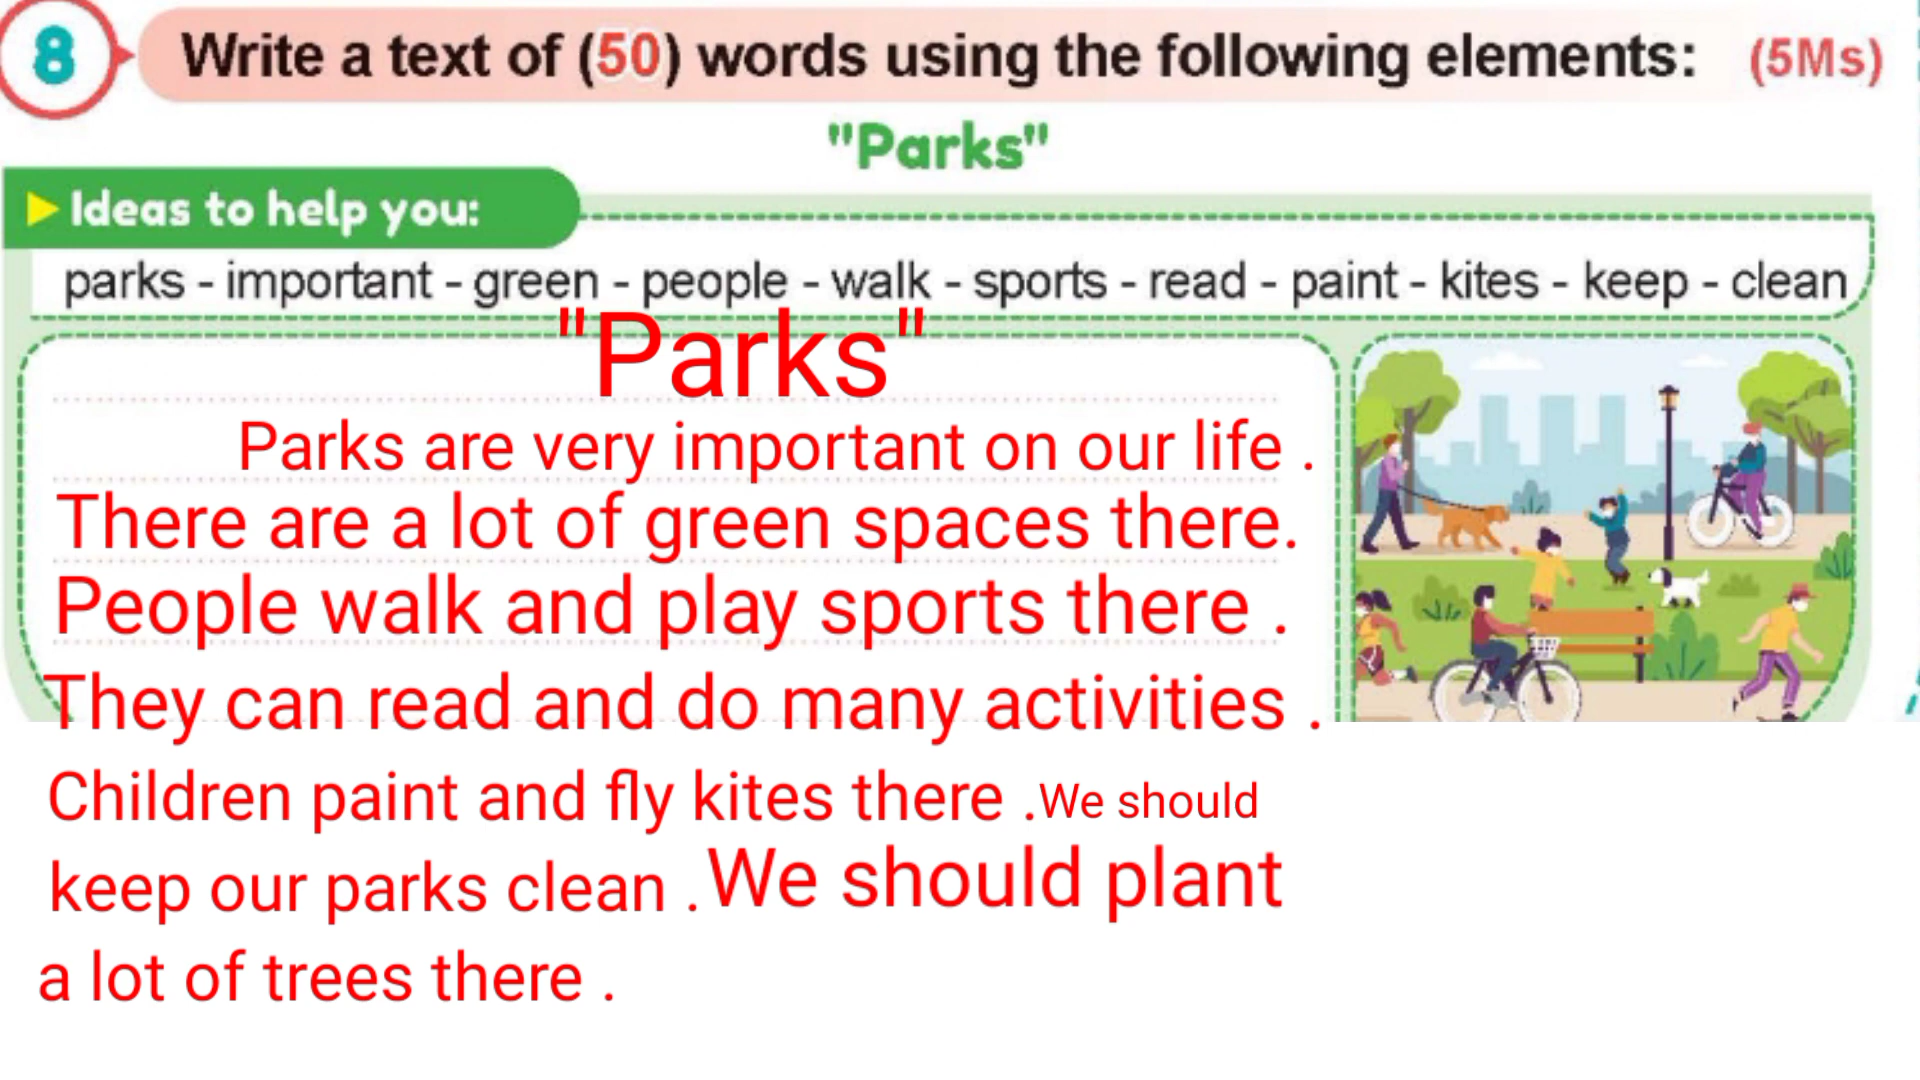 8 Write a text of (50) words using the following elements: (5Ms)
"Parks"
Ideas to help you:
parks - important - green - people - walk - sports - read - paint - kites - keep - clean
"Parks"
Parks are very important on our life .
There are a lot of green spaces there.
People walk and play sports there .
They can read and do many activities .
Children paint and fly kites there .We should
keep our parks clean .We should plant
a lot of trees there .